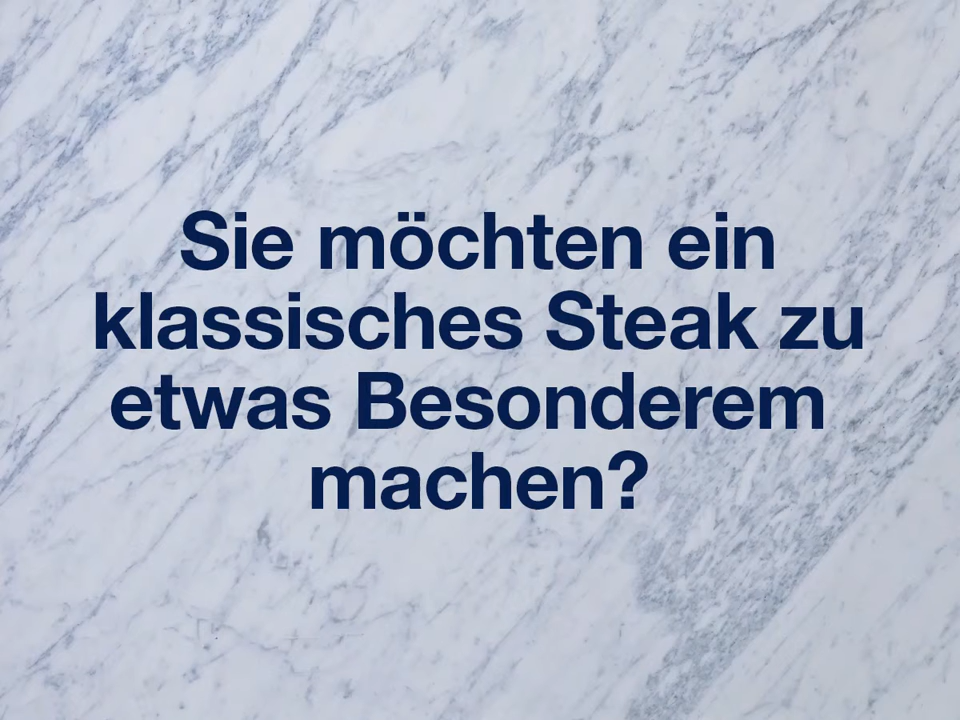 Sie möchten ein
klassisches Steak zu
etwas Besonderem
machen?